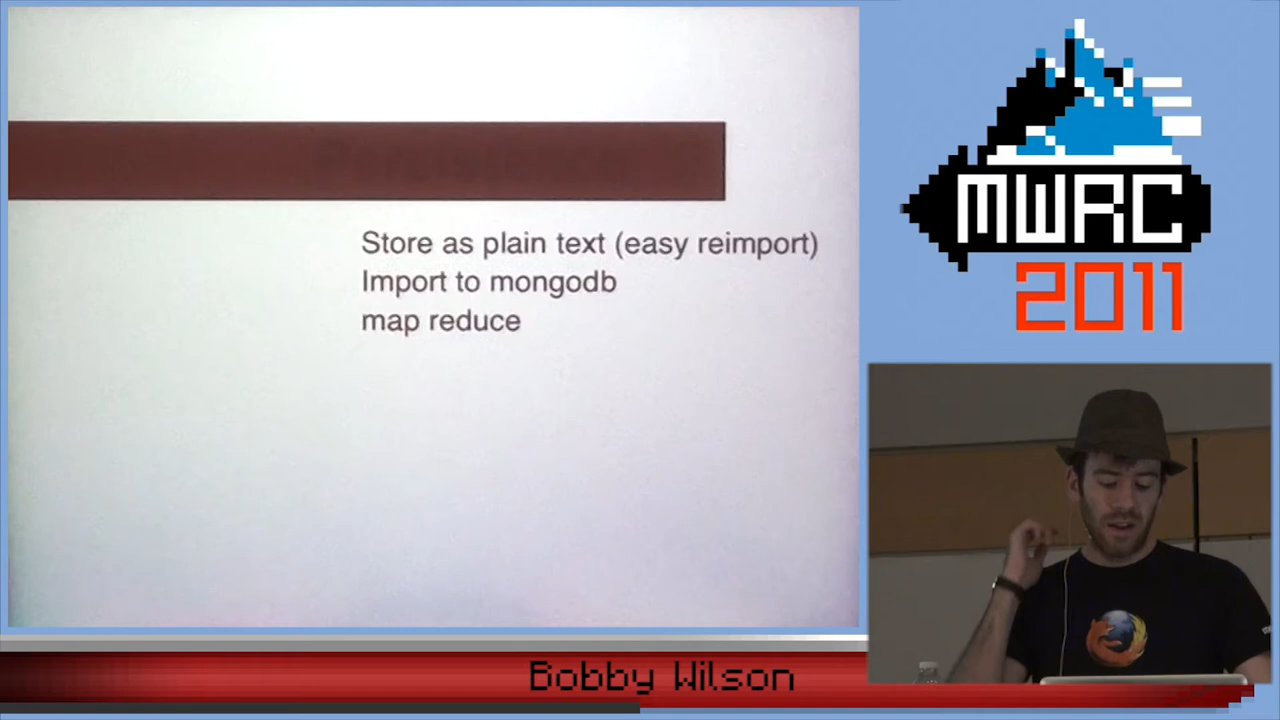 Store as plain text (easy reimport)
Import to mongodb
map reduce
MWRC
2011
Bobby Wilson